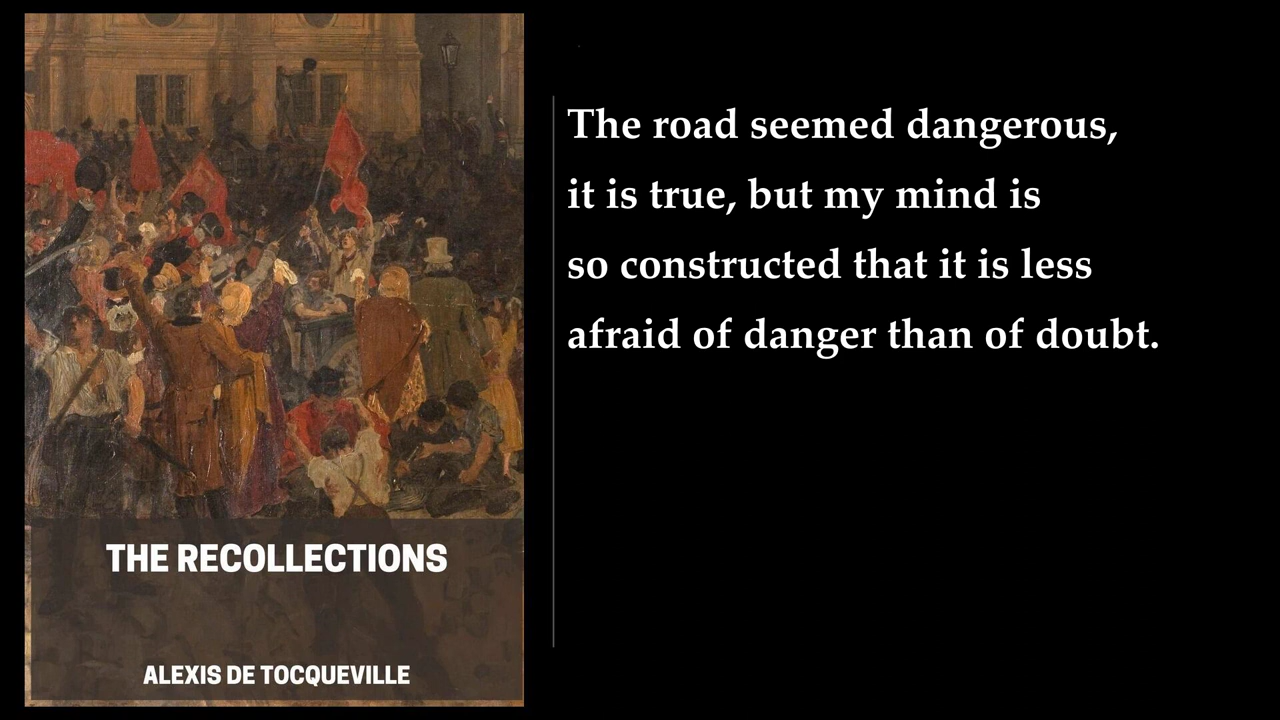 THE RECOLLECTIONS
ALEXIS DE TOCQUEVILLE
The road seemed dangerous,
it is true, but my mind is
so constructed that it is less
afraid of danger than of doubt.